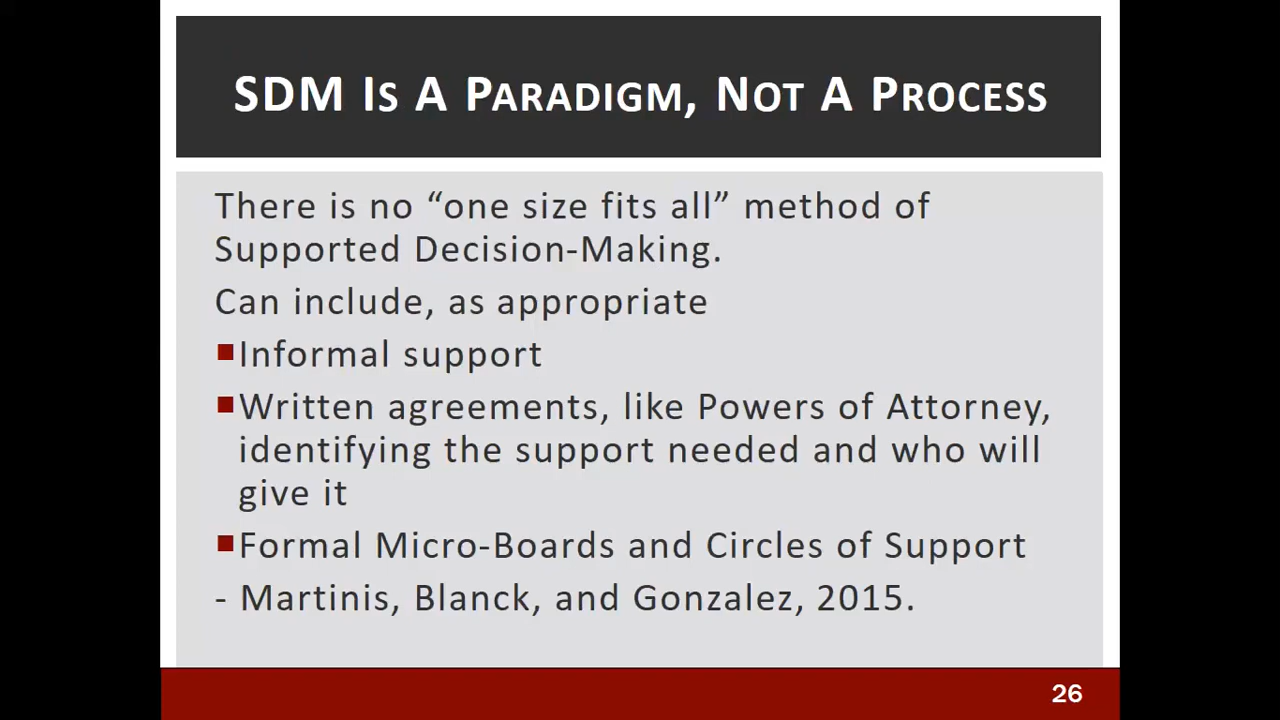 SDM IS A PARADIGM, NOT A PROCESS
There is no “one size fits all” method of
Supported Decision-Making.
Can include, as appropriate
▪Informal support
▪Written agreements, like Powers of Attorney,
identifying the support needed and who will
give it
▪Formal Micro-Boards and Circles of Support
- Martinis, Blanck, and Gonzalez, 2015.
26